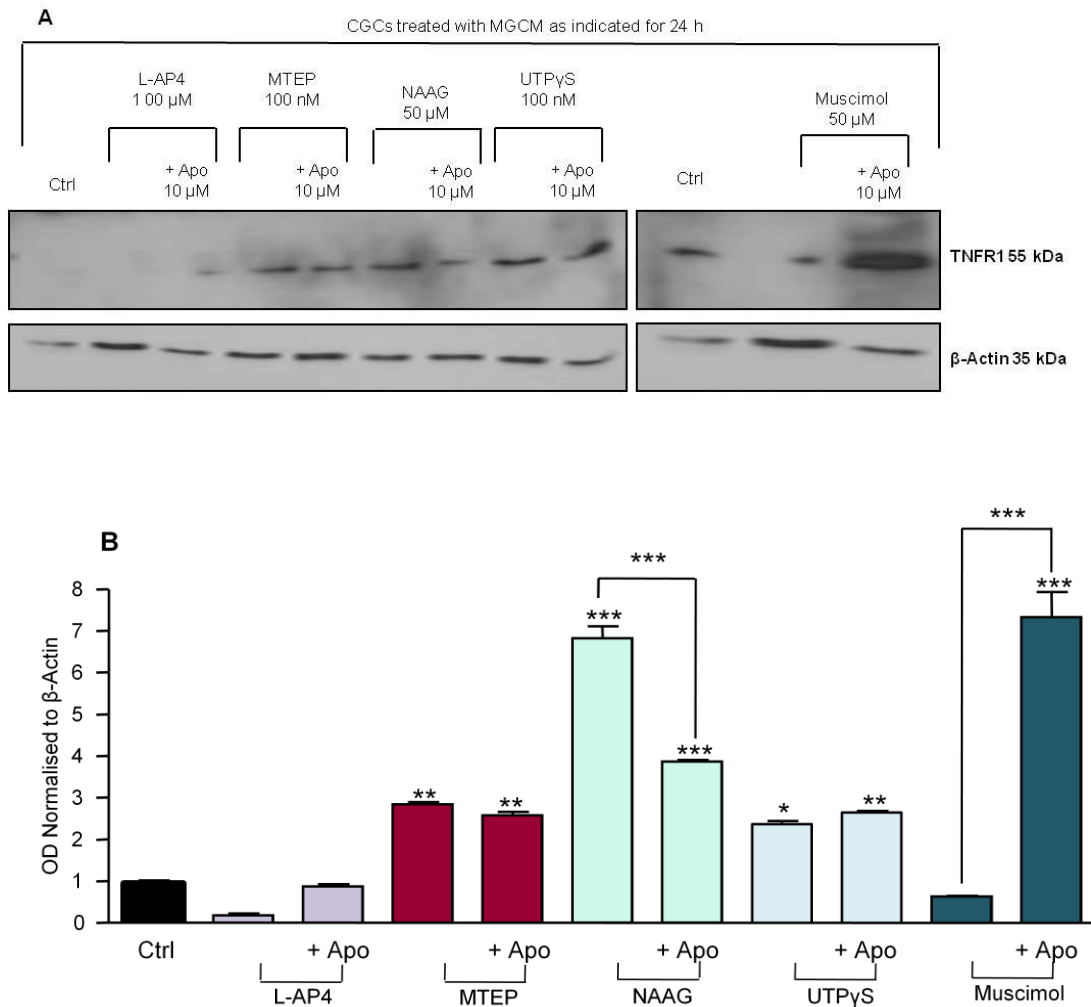 A
CGCs treated with MGCM as indicated for 24 h
L-AP4
1 00 µM
MTEP
100 nM
NAAG
50 µM
UTPγS
100 nM
Muscimol
50 µM
Ctrl
+ Apo
10 µM
+ Apo
10 µM
+ Apo
10 µM
+ Apo
10 µM
Ctrl
+ Apo
10 µM
TNFR1 55 kDa
β-Actin 35 kDa
B
OD Normalised to β-Actin
8
7
6
5
4
3
2
1
0
**
**
***
***
***
*
**
***
***
Ctrl
+ Apo
+ Apo
+ Apo
+ Apo
+ Apo
L-AP4
MTEP
NAAG
UTPγS
Muscimol